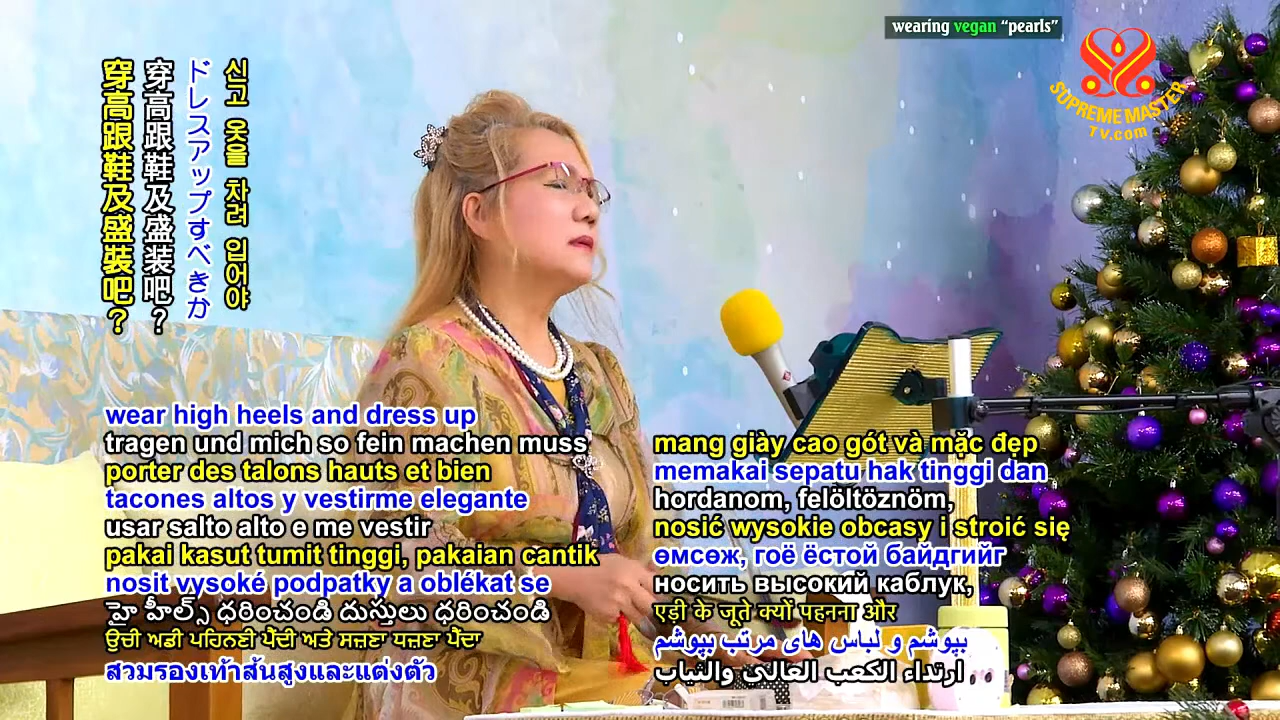 wearing vegan “pearls”
SUPREME MASTER
TV.com
신고 옷을 차려 입어야
ドレスアップすべきか
穿高跟鞋及盛装吧？
穿高跟鞋及盛裝吧？
wear high heels and dress up
tragen und mich so fein machen muss
porter des talons hauts et bien
tacones altos y vestirme elegante
usar salto alto e me vestir
pakai kasut tumit tinggi, pakaian cantik
nosit vysoké podpatky a oblékat se
హై హీల్స్ ధరించండి దుస్తులు ధరించండి
ਉਚੀ ਅਡੀ ਪਹਿਨਣੀ ਪੈਂਦੀ ਅਤੇ ਸਜਣਾ ਧਜਣਾ ਪੈਂਦਾ
สวมรองเท้าส้นสูงและแต่งตัว
mang giày cao gót và mặc đẹp
memakai sepatu hak tinggi dan
hordanom, felöltöznöm,
nosić wysokie obcasy i stroić się
өмсөж, гоё ёстой байдгийг
носить высокий каблук,
एड़ी के जूते क्यों पहनना और
بپوشم و لباس های مرتب بپوشم
ارتداء الكعب العالي والثياب